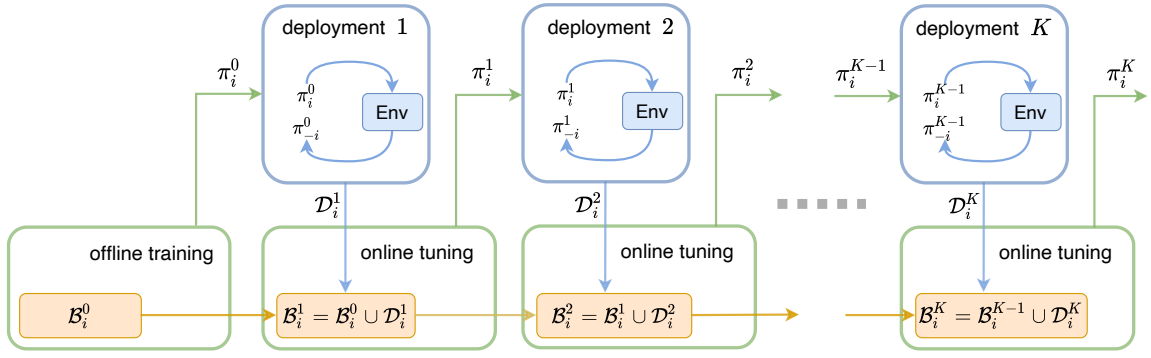 deployment 1
deployment 2
deployment K
π_i^0
π_i^1
π_i^2
π_i^{K-1}
π_i^K
π_i^0
Env
π_{-i}^0
π_i^1
Env
π_{-i}^1
π_i^{K-1}
Env
π_{-i}^{K-1}
𝒟_i^1
𝒟_i^2
𝒟_i^K
offline training
online tuning
online tuning
online tuning
ℬ_i^0
ℬ_i^1 = ℬ_i^0 ∪ 𝒟_i^1
ℬ_i^2 = ℬ_i^1 ∪ 𝒟_i^2
ℬ_i^K = ℬ_i^{K-1} ∪ 𝒟_i^K